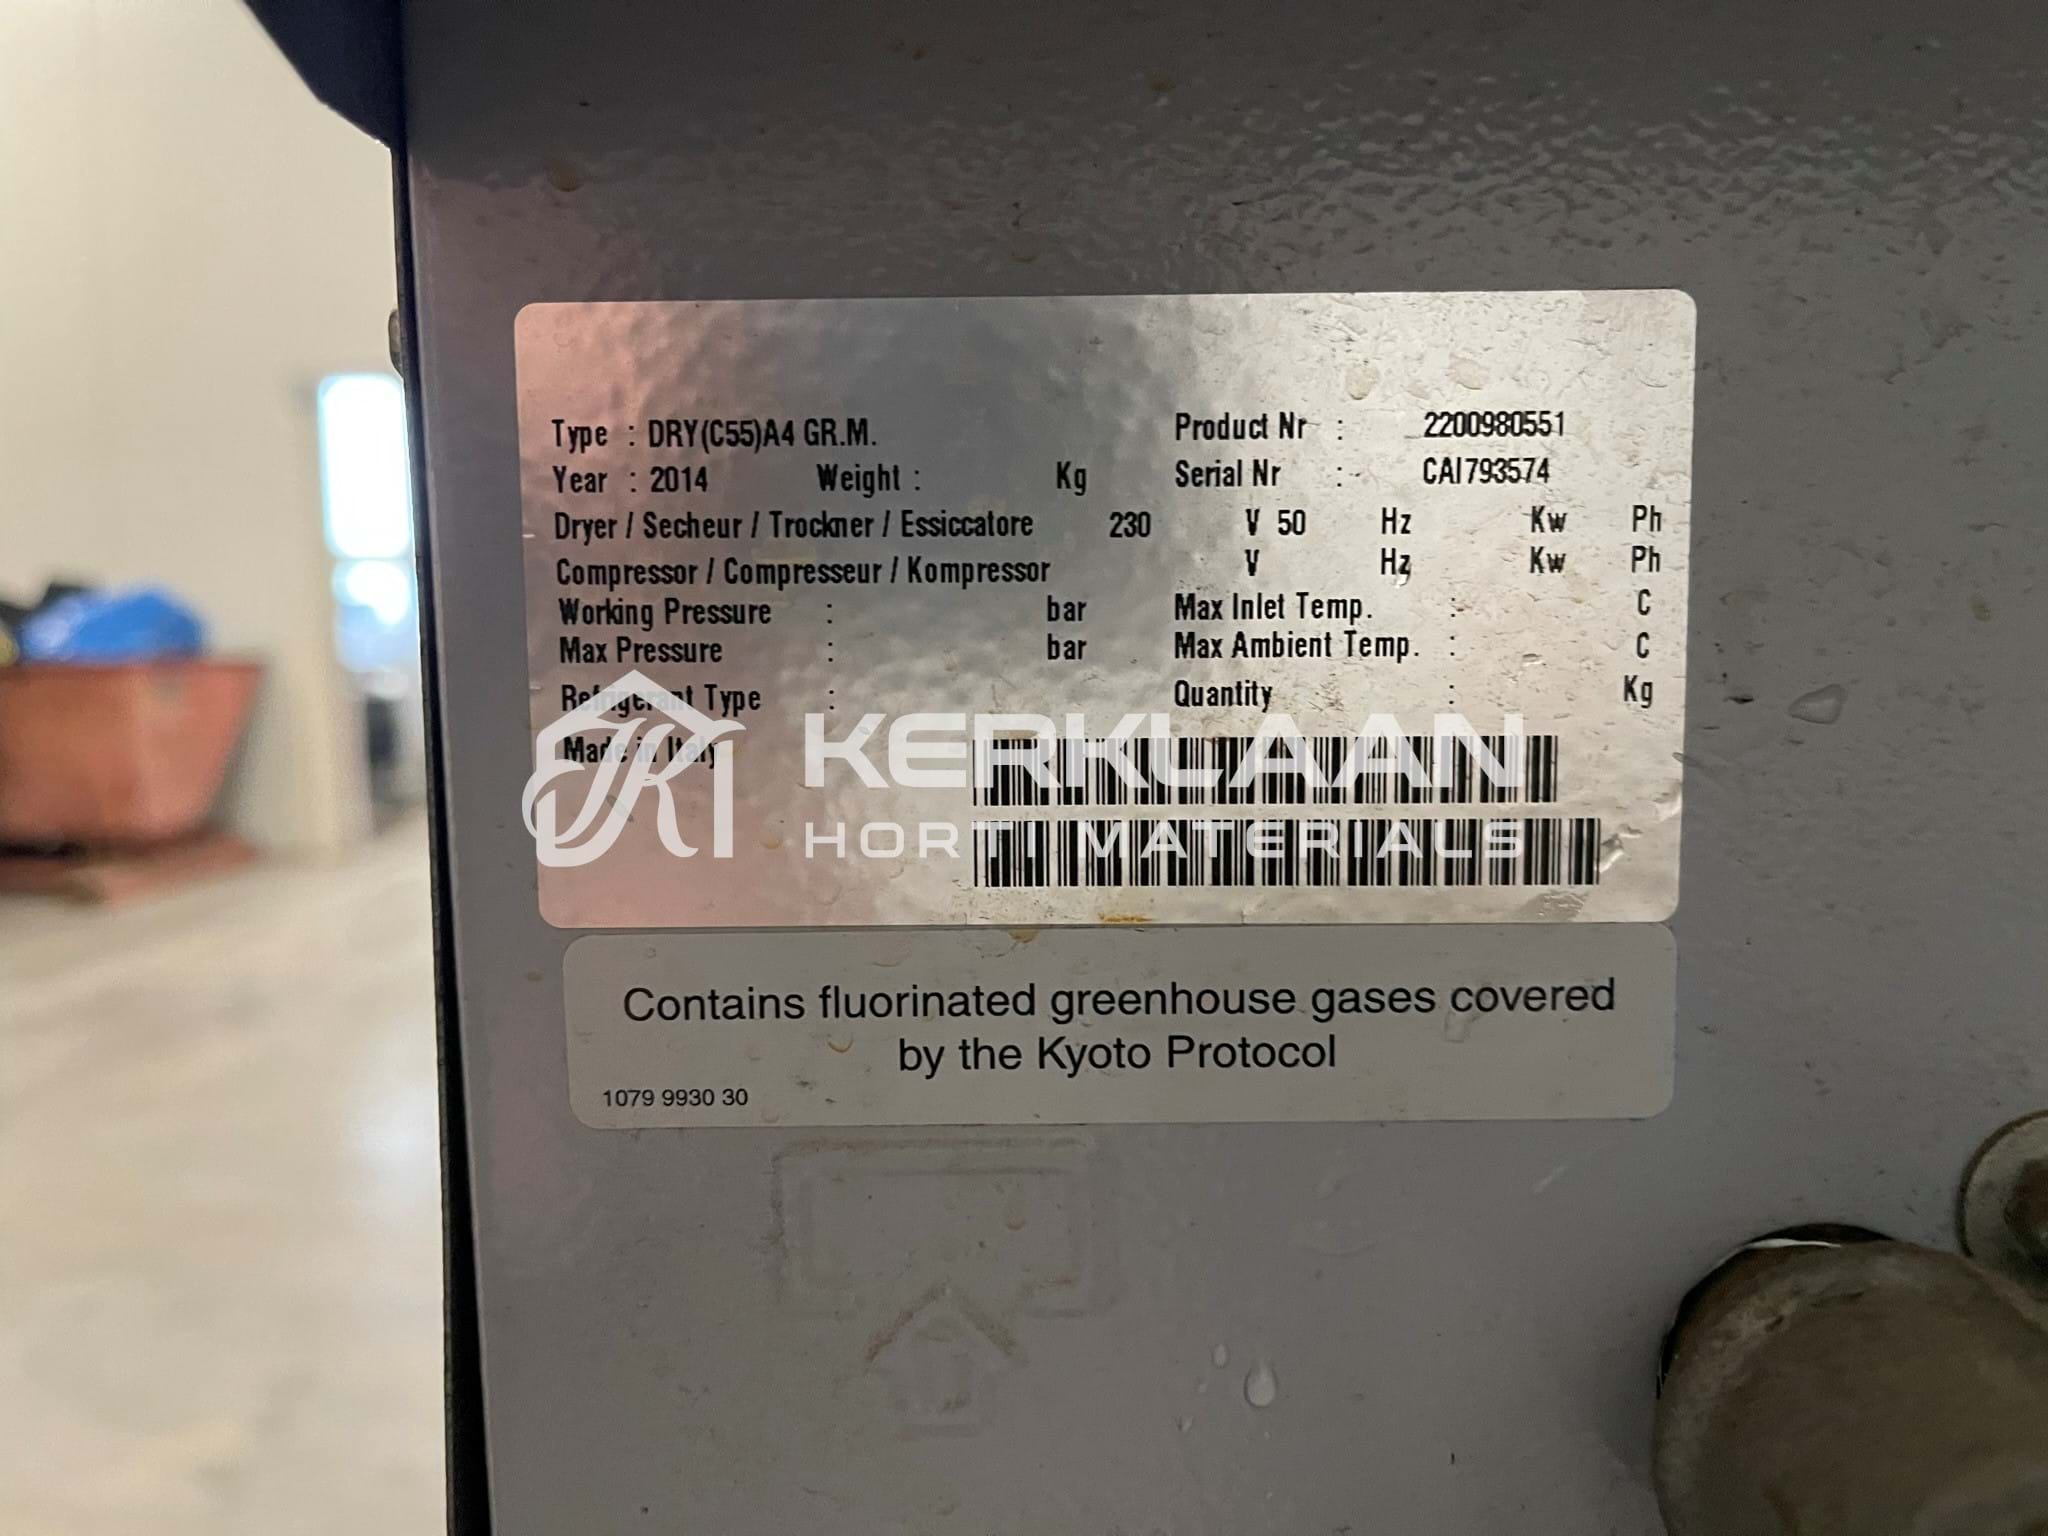 Type : DRY(C55)A4 GR.M. Product Nr : 2200980551
Year : 2014 Weight : Kg Serial Nr : CAI793574
Dryer / Secheur / Trockner / Essiccatore 230 V 50 Hz Kw Ph
Compressor / Compresseur / Kompressor V Hz Kw Ph
Working Pressure : bar Max Inlet Temp. : C
Max Pressure : bar Max Ambient Temp. : C
Refrigerant Type : Quantity : Kg
Made in Italy
KERKLAAN
HORTI MATERIALS
Contains fluorinated greenhouse gases covered
by the Kyoto Protocol
1079 9930 30